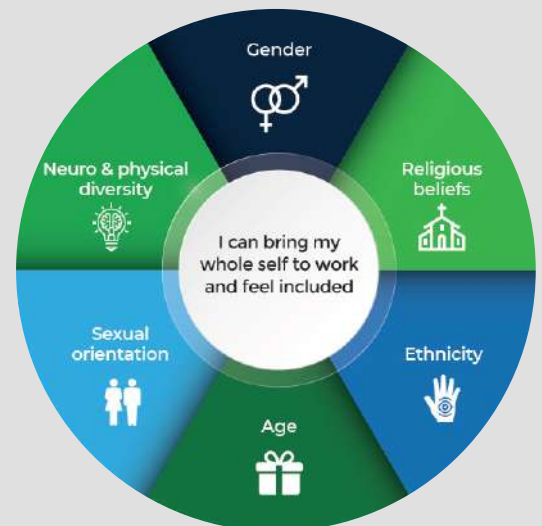 Gender
Religious
beliefs
Ethnicity
Age
Sexual
orientation
Neuro & physical
diversity
I can bring my
whole self to work
and feel included